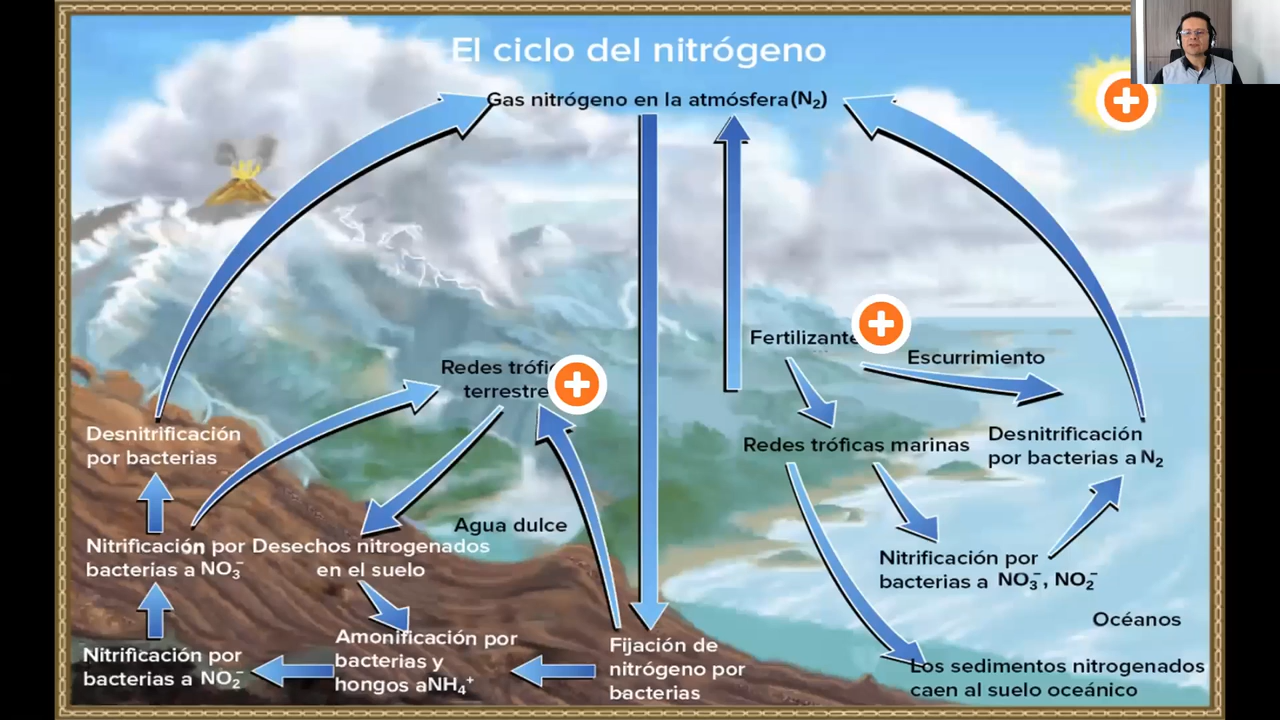 El ciclo del nitrógeno
Gas nitrógeno en la atmósfera (N₂)
Fertilizante
Escurrimiento
Redes trófi
terrestre
Desnitrificación
por bacterias
Redes tróficas marinas
Desnitrificación
por bacterias a N₂
Agua dulce
Nitrificación por
bacterias a NO₃⁻
Desechos nitrogenados
en el suelo
Nitrificación por
bacterias a NO₃⁻, NO₂⁻
Océanos
Nitrificación por
bacterias a NO₂⁻
Amonificación por
bacterias y
hongos a NH₄⁺
Fijación de
nitrógeno por
bacterias
Los sedimentos nitrogenados
caen al suelo oceánico